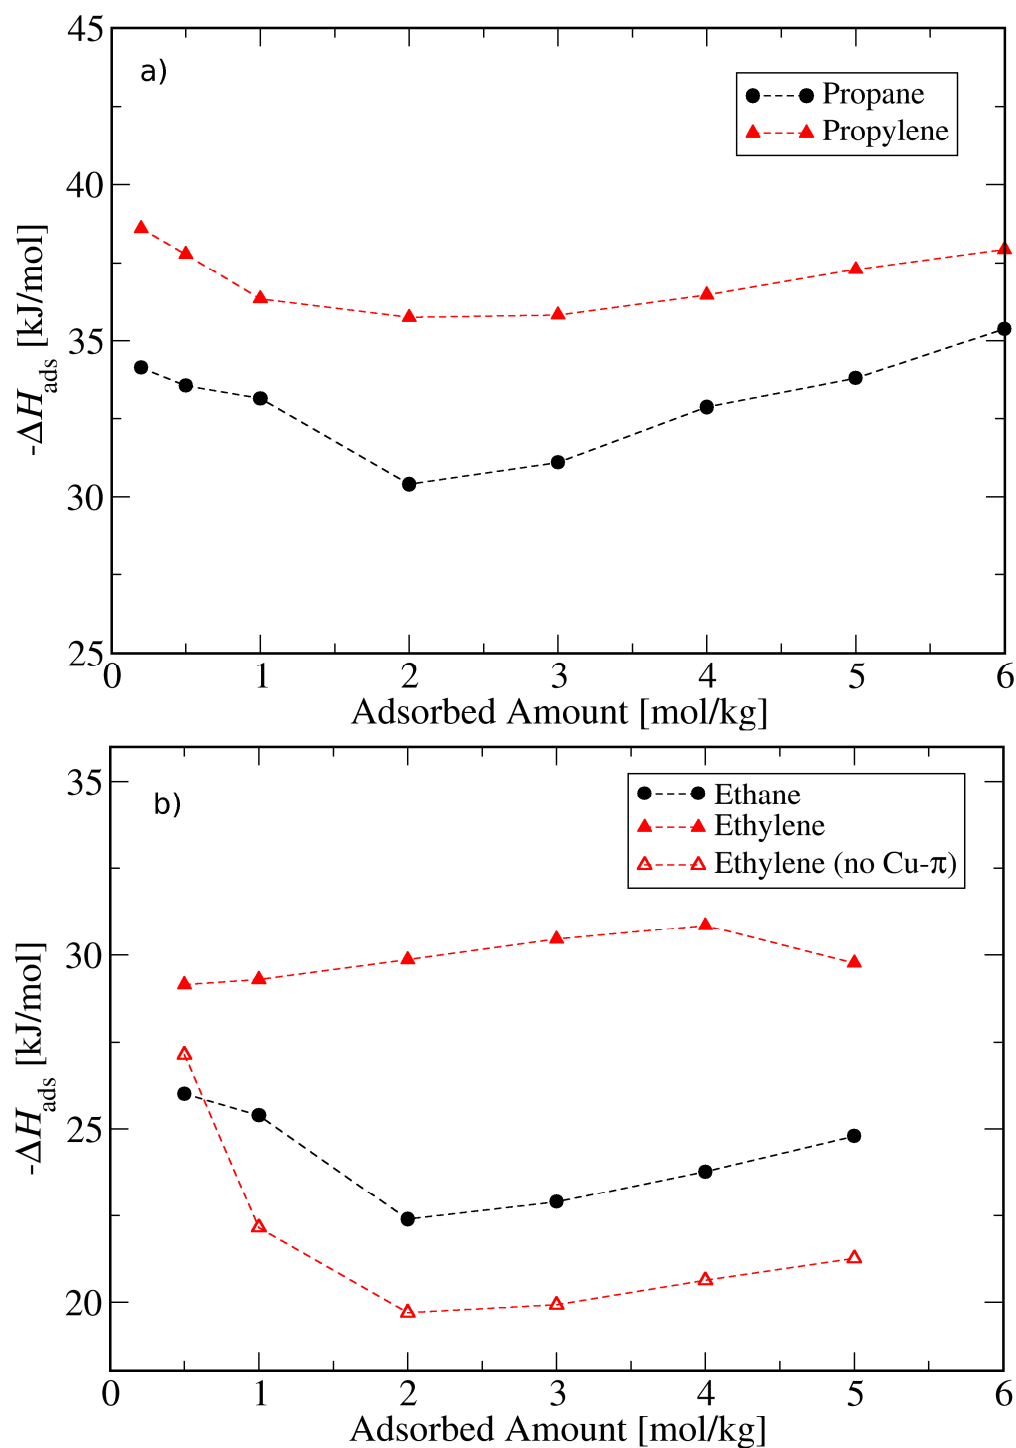 45
a)
Propane
Propylene
40
35
30
25
-ΔH_ads [kJ/mol]
0 1 2 3 4 5 6
Adsorbed Amount [mol/kg]
35
b)
Ethane
Ethylene
Ethylene (no Cu-π)
30
25
20
-ΔH_ads [kJ/mol]
0 1 2 3 4 5 6
Adsorbed Amount [mol/kg]